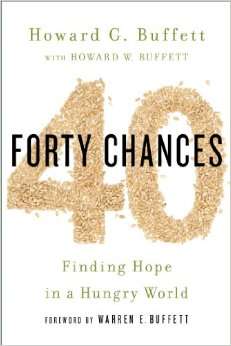 Howard G. Buffett
WITH HOWARD W. BUFFETT
40
FORTY CHANCES
Finding Hope
in a Hungry World
FOREWORD BY WARREN E. BUFFETT